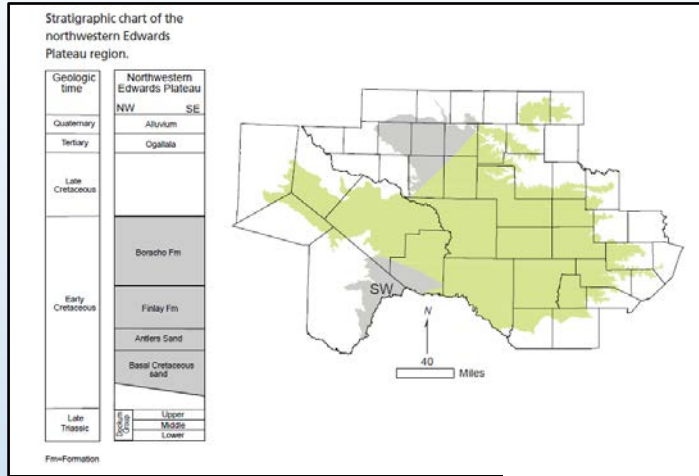 Stratigraphic chart of the
northwestern Edwards
Plateau region.
Geologic
time
Northwestern
Edwards Plateau
NW SE
Quaternary
Alluvium
Tertiary
Ogallala
Late
Cretaceous
Early
Cretaceous
Boracho Fm
Finlay Fm
Antlers Sand
Basal Cretaceous
sand
Late
Triassic
Dockum
Group
Upper
Middle
Lower
Fm=Formation
SW
N
40
Miles